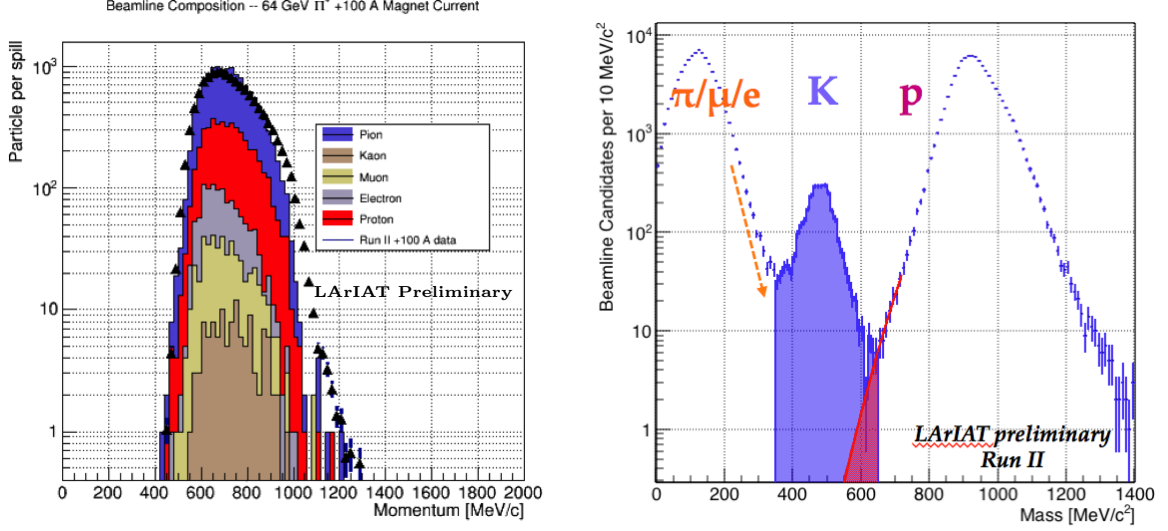 Beamline Composition -- 64 GeV Π⁺ +100 A Magnet Current
Particle per spill
10³
10²
10
1
Pion
Kaon
Muon
Electron
Proton
Run II +100 A data
LArIAT Preliminary
0 200 400 600 800 1000 1200 1400 1600 1800 2000
Momentum [MeV/c]
Beamline Candidates per 10 MeV/c²
10⁴
10³
10²
10
1
π/μ/e
K
p
LArIAT preliminary
Run II
0 200 400 600 800 1000 1200 1400
Mass [MeV/c²]